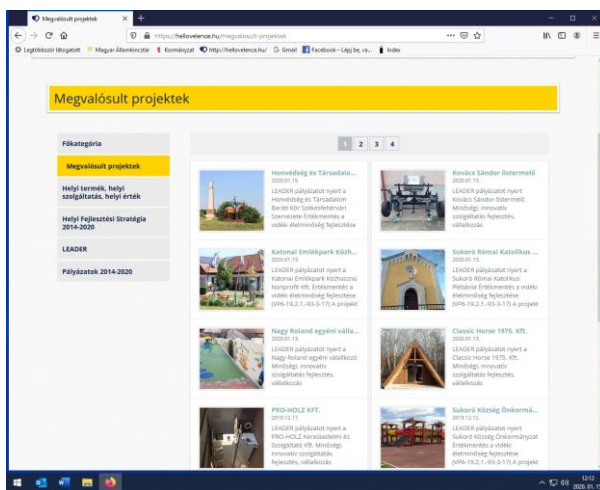 Megvalósult projektek
https://hellovelence.hu/megvalosult-projektek
Legtöbbször látogatott
Magyar Államkincstár
Kormányzat
http://hellovelence.hu/
Gmail
Facebook – Lépj be, va...
Index
Megvalósult projektek
Főkategória
Megvalósult projektek
Helyi termék, helyi
szolgáltatás, helyi érték
Helyi Fejlesztési Stratégia
2014-2020
LEADER
Pályázatok 2014-2020
1 2 3 4
Honvédség és Társadalo...
2020.01.15.
LEADER pályázatot nyert a
Honvédség és Társadalom
Baráti Kör Székesfehérvári
Szervezete Értékmentés a
vidéki életminőség fejlesztése
Kovács Sándor őstermelő
2020.01.13.
LEADER pályázatot nyert a
Kovács Sándor őstermelő
Minőségi, innovatív
szolgáltatás fejlesztés,
vállalkozás
Katonai Emlékpark Közh...
2020.01.13.
LEADER pályázatot nyert a
Katonai Emlékpark Közhasznú
Nonprofit Kft. Értékmentés a
vidéki életminőség fejlesztése
(VP6-19.2.1.-93-3-17) A projekt
Sukoró Római Katolikus ...
2020.01.13.
LEADER pályázatot nyert a
Sukoró Római Katolikus
Plébánia Értékmentés a vidéki
életminőség fejlesztése
(VP6-19.2.1.-93-3-17) A projekt
Nagy Roland egyéni válla...
2020.01.13.
LEADER pályázatot nyert a
Nagy Roland egyéni vállalkozó
Minőségi, innovatív
szolgáltatás fejlesztés,
vállalkozás
Classic Horse 1975. Kft.
2020.01.13.
LEADER pályázatot nyert a
Classic Horse 1975. Kft.
Minőségi, innovatív
szolgáltatás fejlesztés,
vállalkozás
PRO-HOLZ KFT.
2019.12.17.
LEADER pályázatot nyert a
PRO-HOLZ Kereskedelmi és
Szolgáltató Kft. Minőségi,
innovatív szolgáltatás
fejlesztés, vállalkozás
Sukoró Község Önkormá...
2019.12.12.
LEADER pályázatot nyert
Sukoró Község Önkormányzat
Értékmentés a vidéki
életminőség fejlesztése
(VP6-19.2.1.-93-3-17) A projekt
12:12
2020. 01. 15